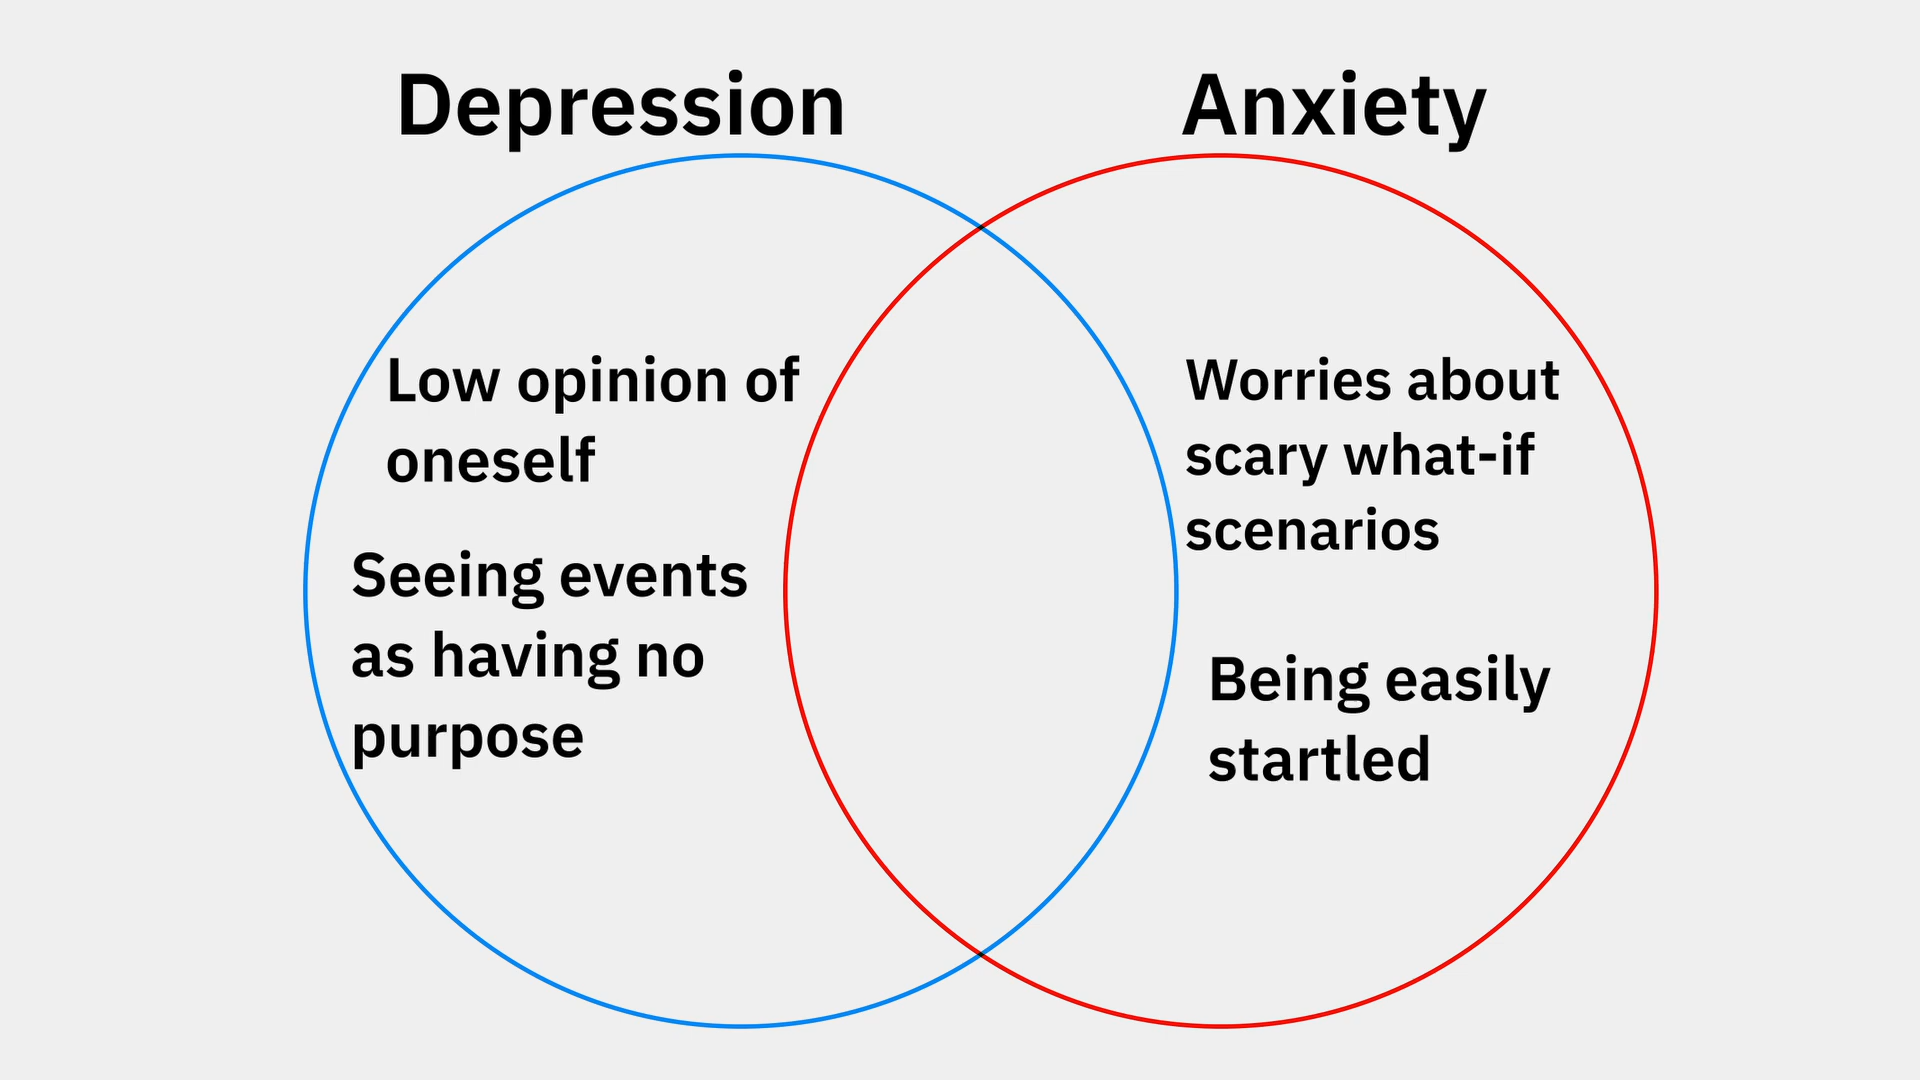 Depression
Anxiety
Low opinion of
oneself
Seeing events
as having no
purpose
Worries about
scary what-if
scenarios
Being easily
startled